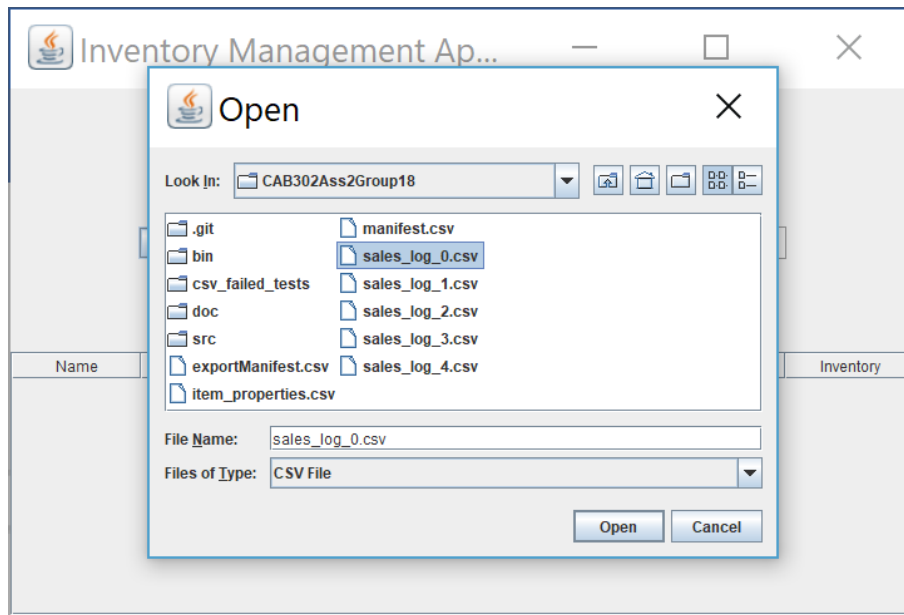 Inventory Management Ap...
Open
Look In: CAB302Ass2Group18
.git
bin
csv_failed_tests
doc
src
exportManifest.csv
item_properties.csv
manifest.csv
sales_log_0.csv
sales_log_1.csv
sales_log_2.csv
sales_log_3.csv
sales_log_4.csv
Name
Inventory
File Name: sales_log_0.csv
Files of Type: CSV File
Open Cancel